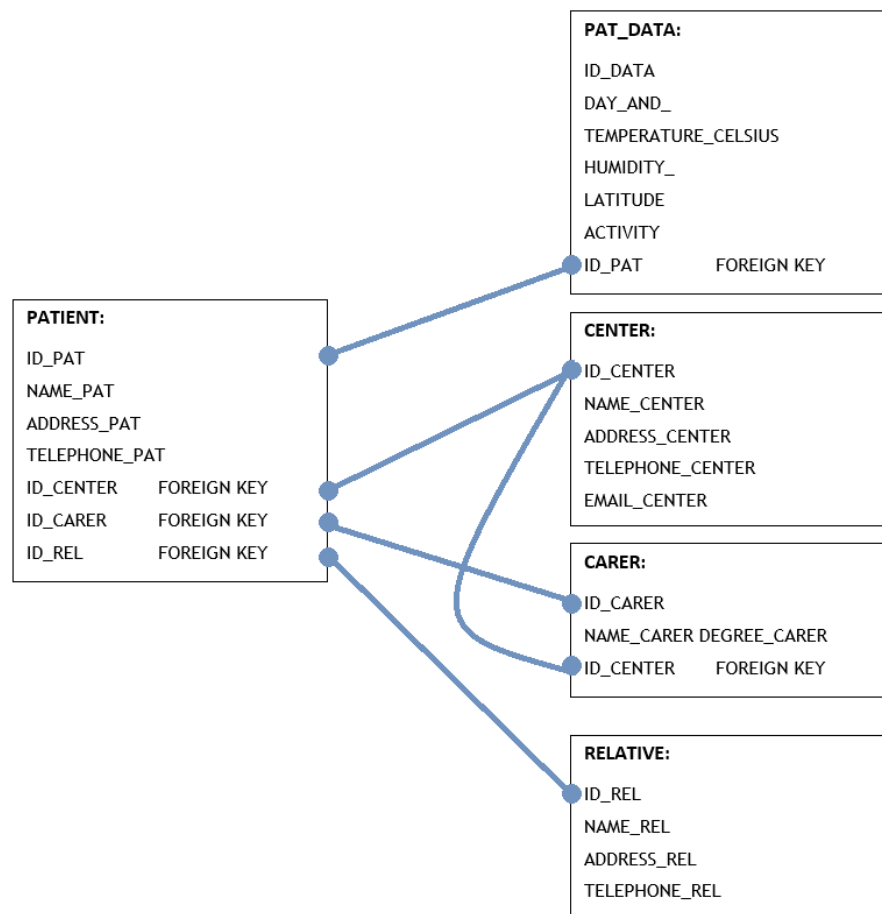 PAT_DATA:
ID_DATA
DAY_AND_
TEMPERATURE_CELSIUS
HUMIDITY_
LATITUDE
ACTIVITY
ID_PAT FOREIGN KEY
PATIENT:
ID_PAT
NAME_PAT
ADDRESS_PAT
TELEPHONE_PAT
ID_CENTER FOREIGN KEY
ID_CARER FOREIGN KEY
ID_REL FOREIGN KEY
CENTER:
ID_CENTER
NAME_CENTER
ADDRESS_CENTER
TELEPHONE_CENTER
EMAIL_CENTER
CARER:
ID_CARER
NAME_CARER DEGREE_CARER
ID_CENTER FOREIGN KEY
RELATIVE:
ID_REL
NAME_REL
ADDRESS_REL
TELEPHONE_REL